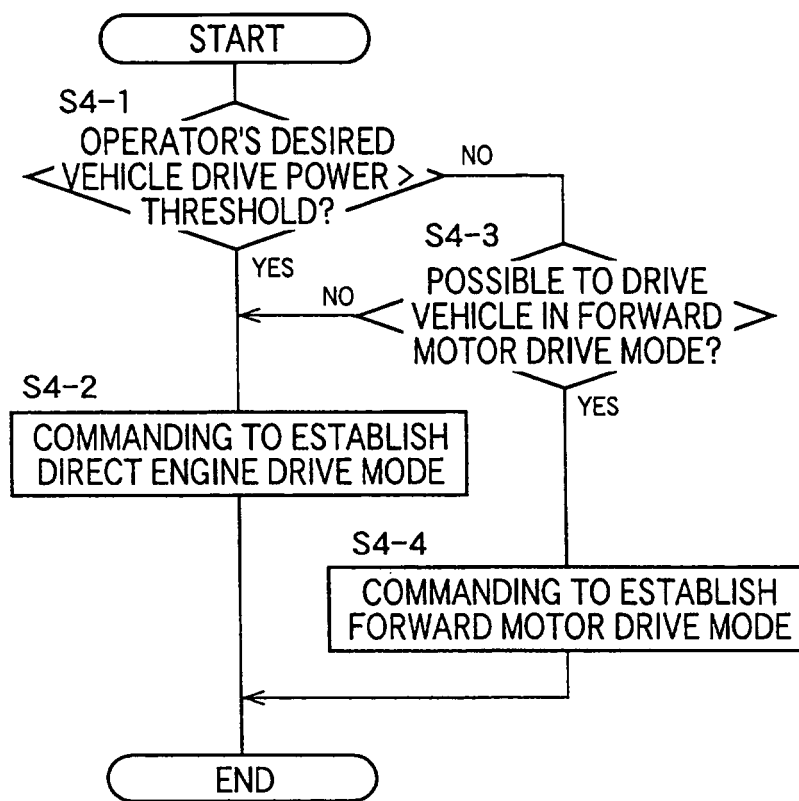 START
S4-1
OPERATOR'S DESIRED
VEHICLE DRIVE POWER >
THRESHOLD?
NO
YES
S4-3
POSSIBLE TO DRIVE
VEHICLE IN FORWARD
MOTOR DRIVE MODE?
NO
YES
S4-2
COMMANDING TO ESTABLISH
DIRECT ENGINE DRIVE MODE
S4-4
COMMANDING TO ESTABLISH
FORWARD MOTOR DRIVE MODE
END